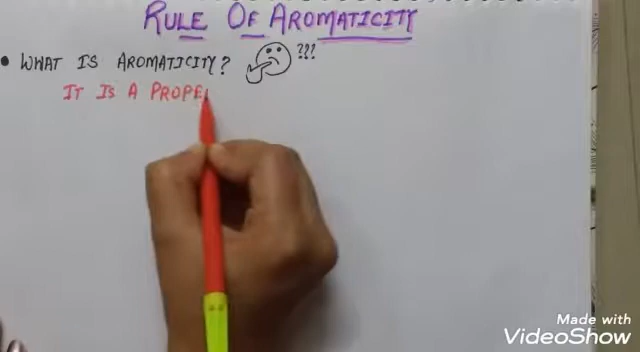 RULE OF AROMATICITY
• WHAT IS AROMATICITY? ???
IT IS A PROPE
Made with
VideoShow